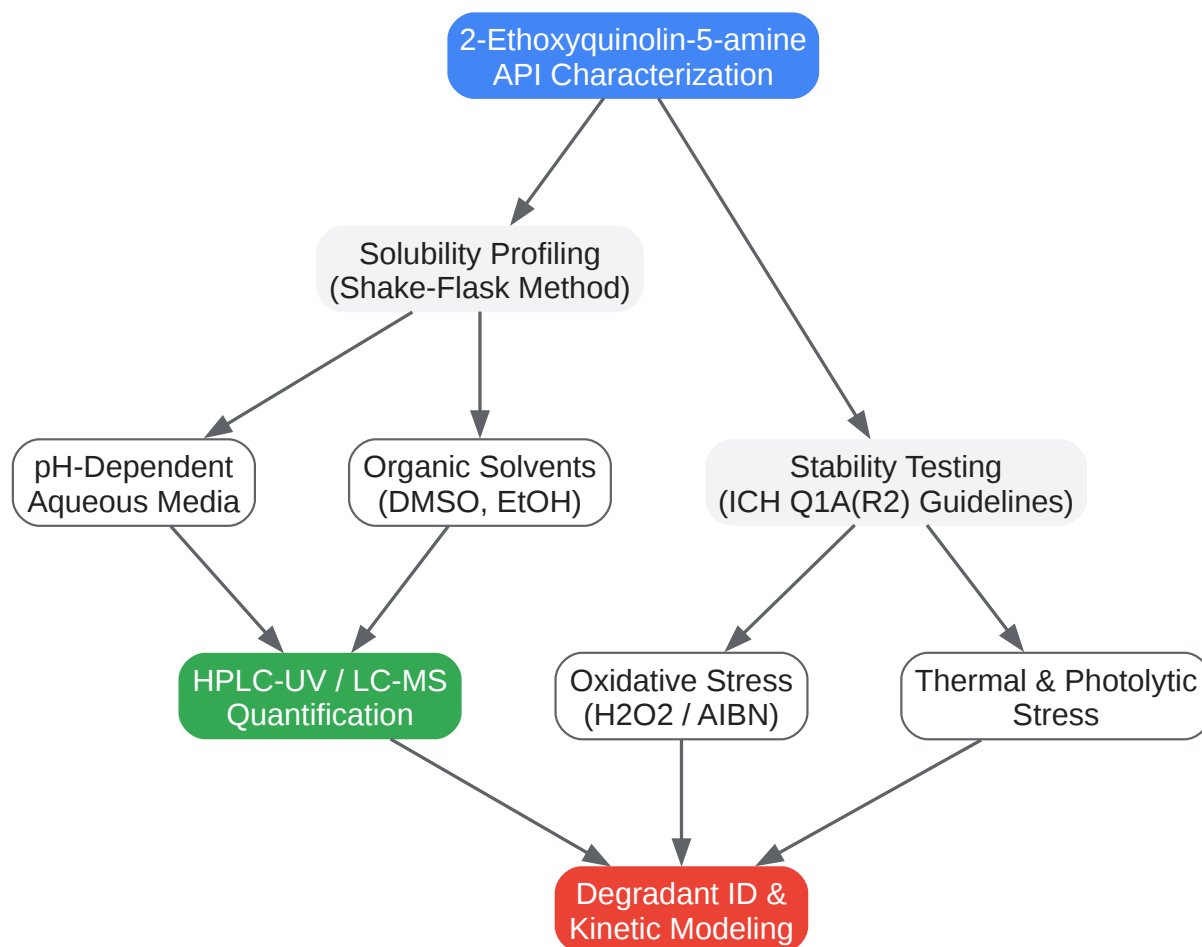 2-Ethoxyquinolin-5-amine
API Characterization
Solubility Profiling
(Shake-Flask Method)
pH-Dependent
Aqueous Media
Organic Solvents
(DMSO, EtOH)
Stability Testing
(ICH Q1A(R2) Guidelines)
HPLC-UV / LC-MS
Quantification
Oxidative Stress
(H2O2 / AIBN)
Thermal & Photolytic
Stress
Degradant ID &
Kinetic Modeling